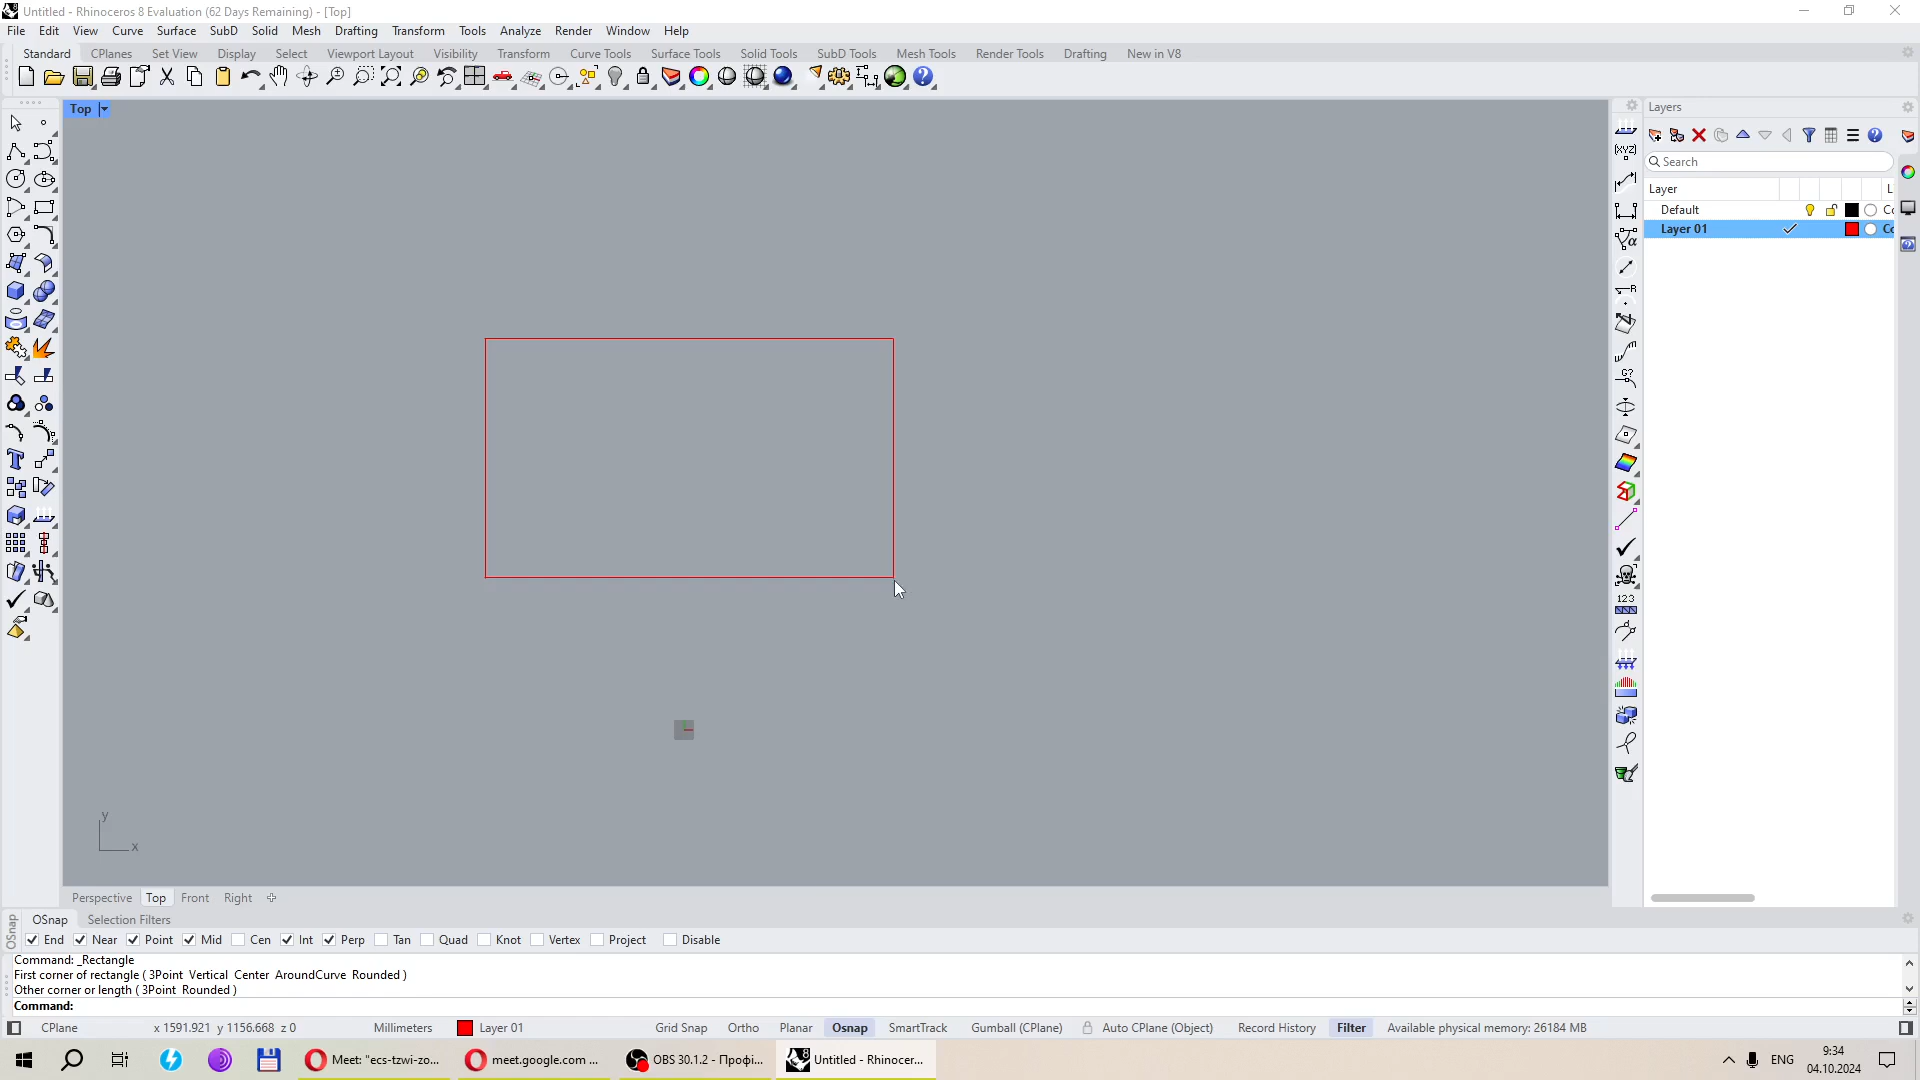 Untitled - Rhinoceros 8 Evaluation (62 Days Remaining) - [Top]
File Edit View Curve Surface SubD Solid Mesh Drafting Transform Tools Analyze Render Window Help
Standard CPlanes Set View Display Select Viewport Layout Visibility Transform Curve Tools Surface Tools Solid Tools SubD Tools Mesh Tools Render Tools Drafting New in V8
Top
Layers
Search
Layer L
Default Co
Layer 01 Co
(XYZ)
R
G?
123
y
x
Perspective Top Front Right
OSnap
OSnap Selection Filters
End Near Point Mid Cen Int Perp Tan Quad Knot Vertex Project Disable
Command: _Rectangle
First corner of rectangle ( 3Point Vertical Center AroundCurve Rounded )
Other corner or length ( 3Point Rounded )
Command:
CPlane x 1591.921 y 1156.668 z 0 Millimeters Layer 01 Grid Snap Ortho Planar Osnap SmartTrack Gumball (CPlane) Auto CPlane (Object) Record History Filter Available physical memory: 26184 MB
Meet: "ecs-tzwi-zo... meet.google.com ... OBS 30.1.2 - Профі... Untitled - Rhinocer... ENG 9:34
04.10.2024